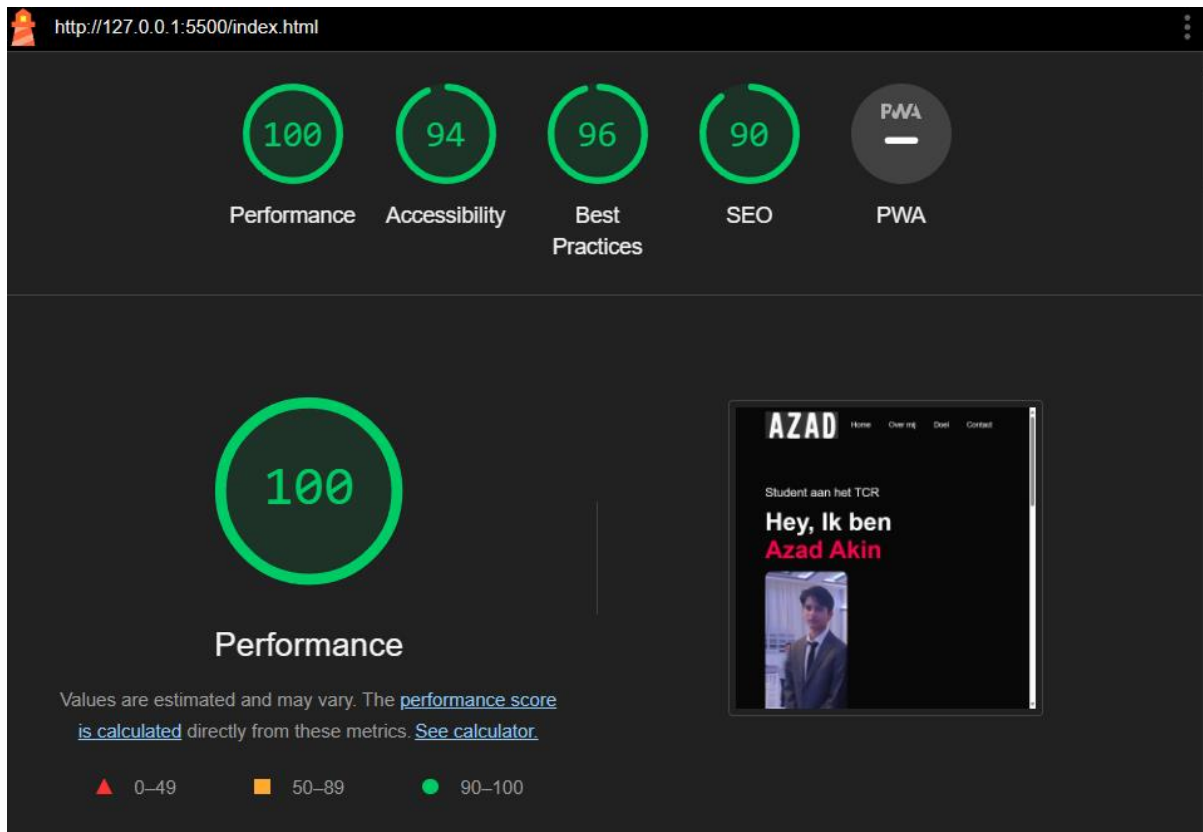 http://127.0.0.1:5500/index.html
100
94
96
90
PWA
Performance
Accessibility
Best
Practices
SEO
PWA
100
Performance
Values are estimated and may vary. The performance score
is calculated directly from these metrics. See calculator.
0–49
50–89
90–100
AZAD
Home
Over mij
Doel
Contact
Student aan het TCR
Hey, Ik ben
Azad Akin